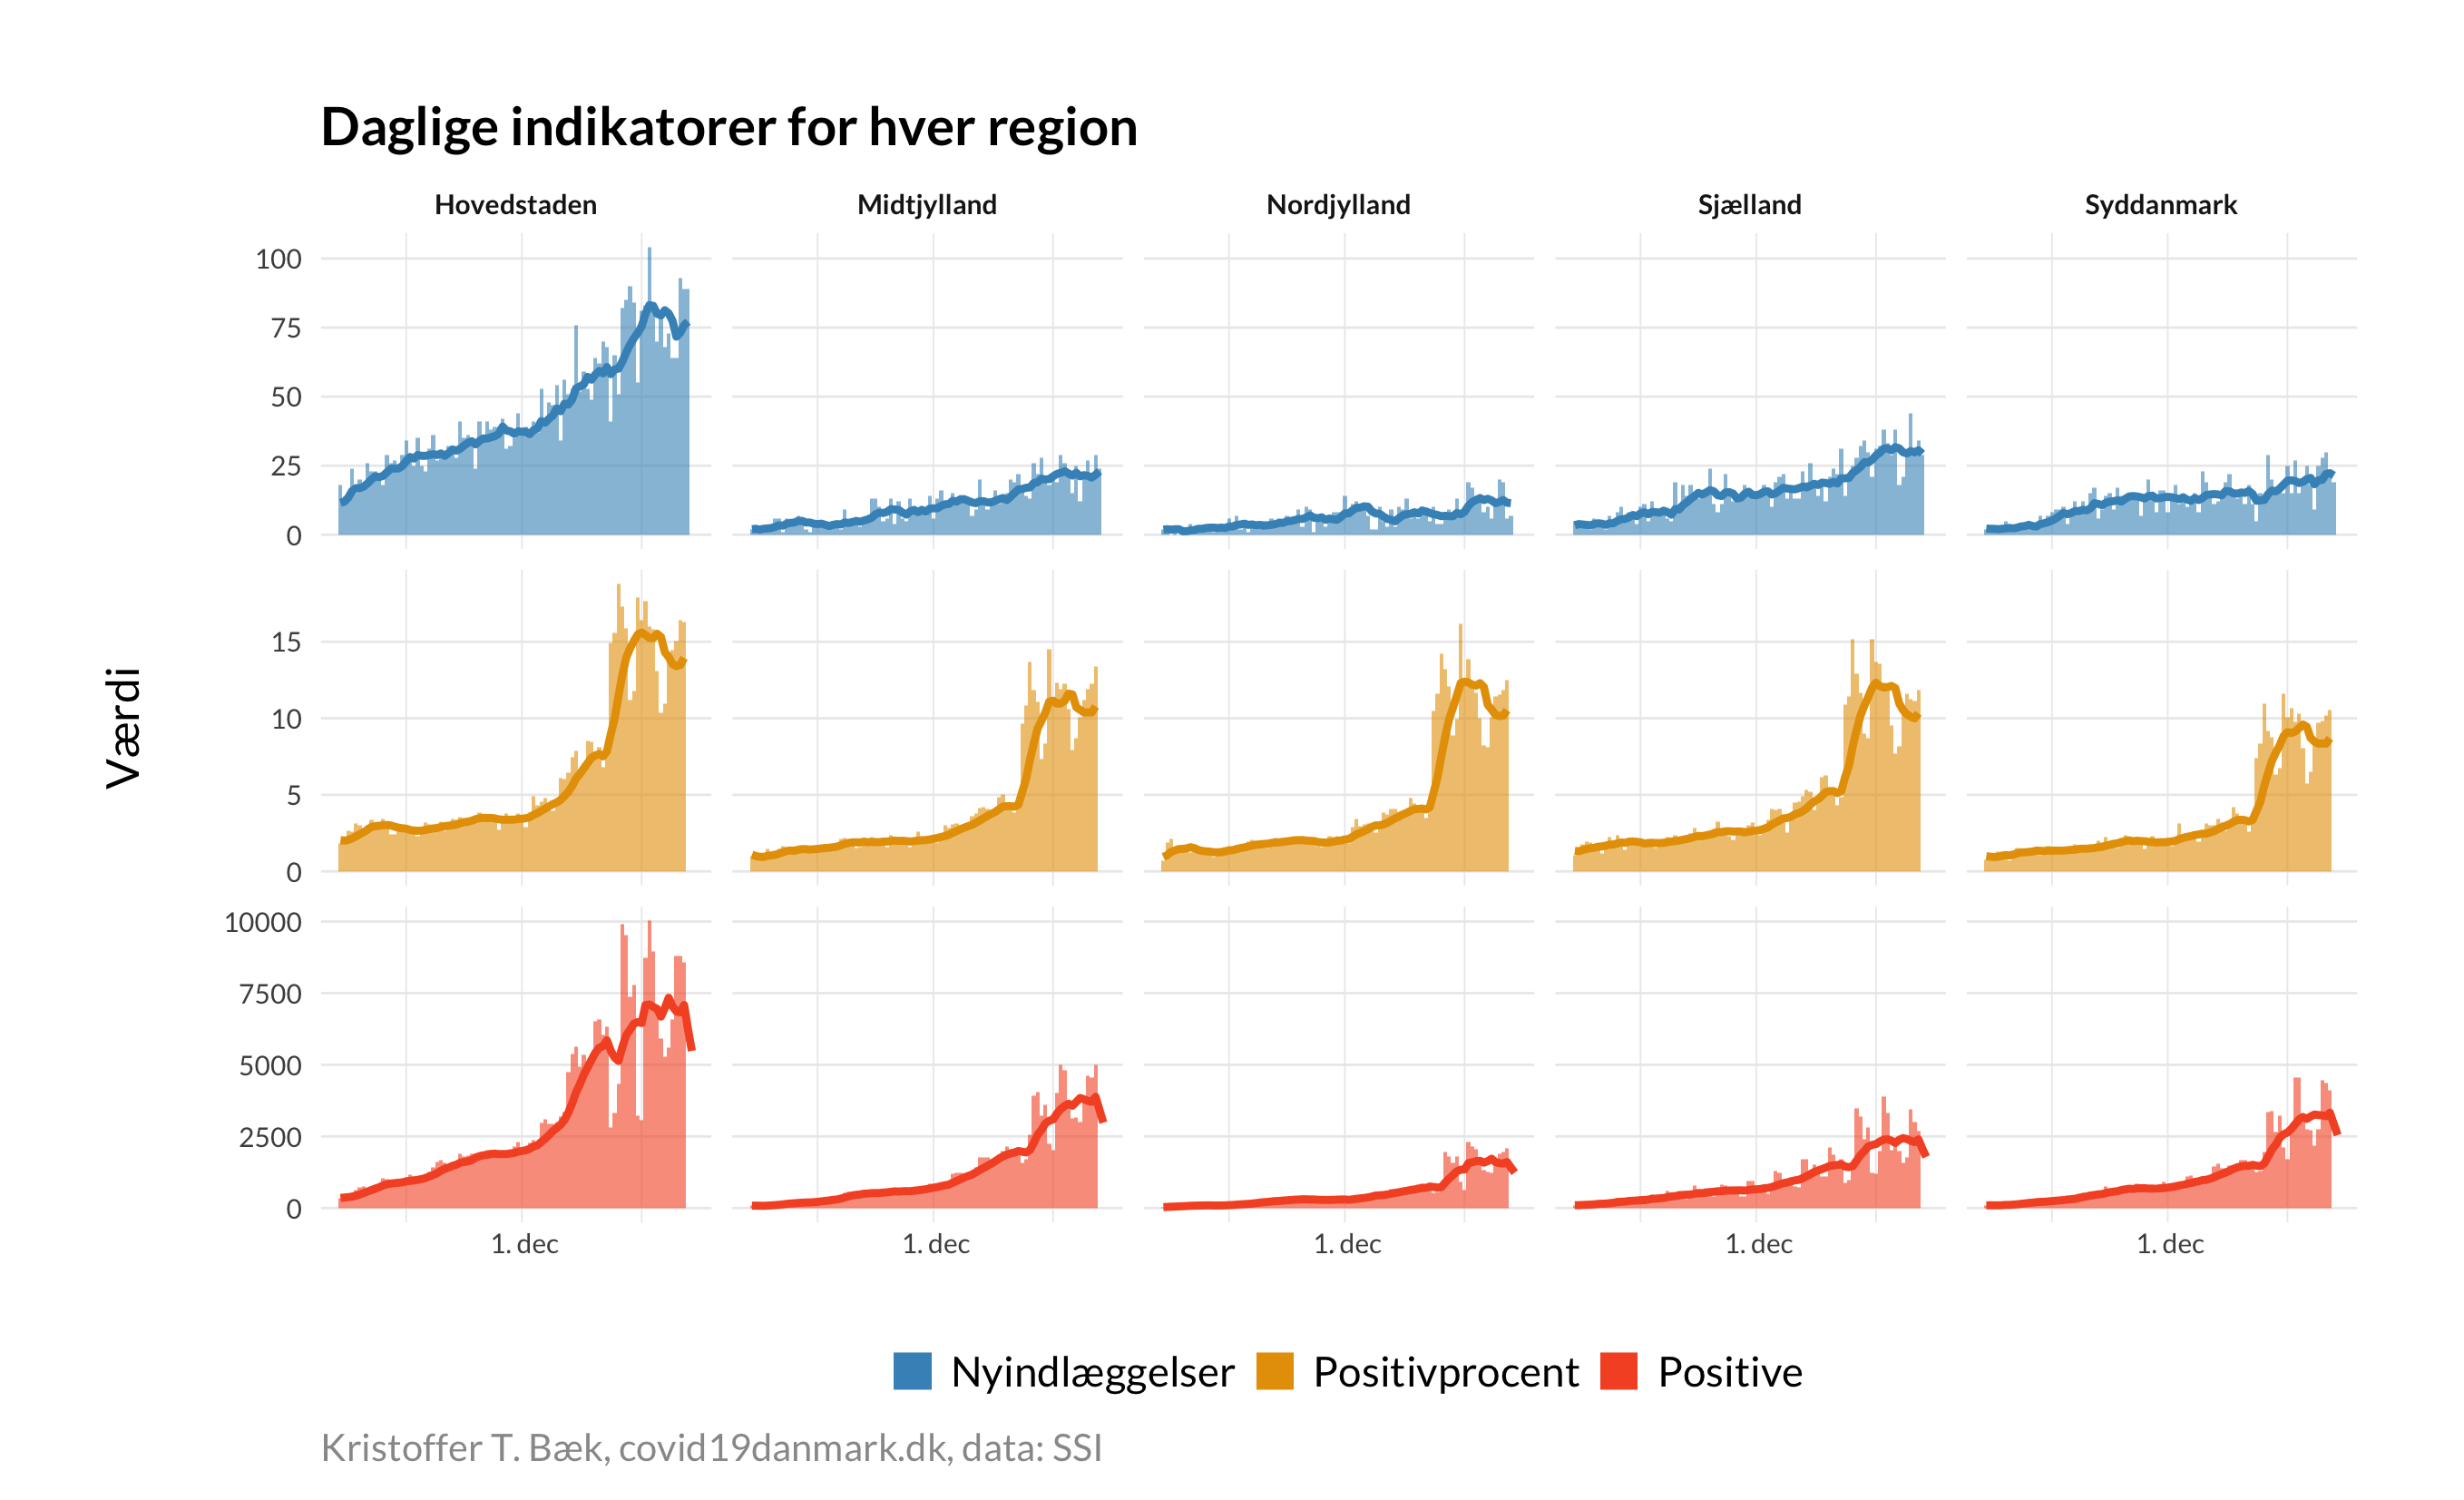 Daglige indikatorer for hver region
Hovedstaden Midtjylland Nordjylland Sjælland Syddanmark
100
75
50
25
0
15
10
5
0
10000
7500
5000
2500
0
Værdi
1. dec 1. dec 1. dec 1. dec 1. dec
Nyindlæggelser Positivprocent Positive
Kristoffer T. Bæk, covid19danmark.dk, data: SSI